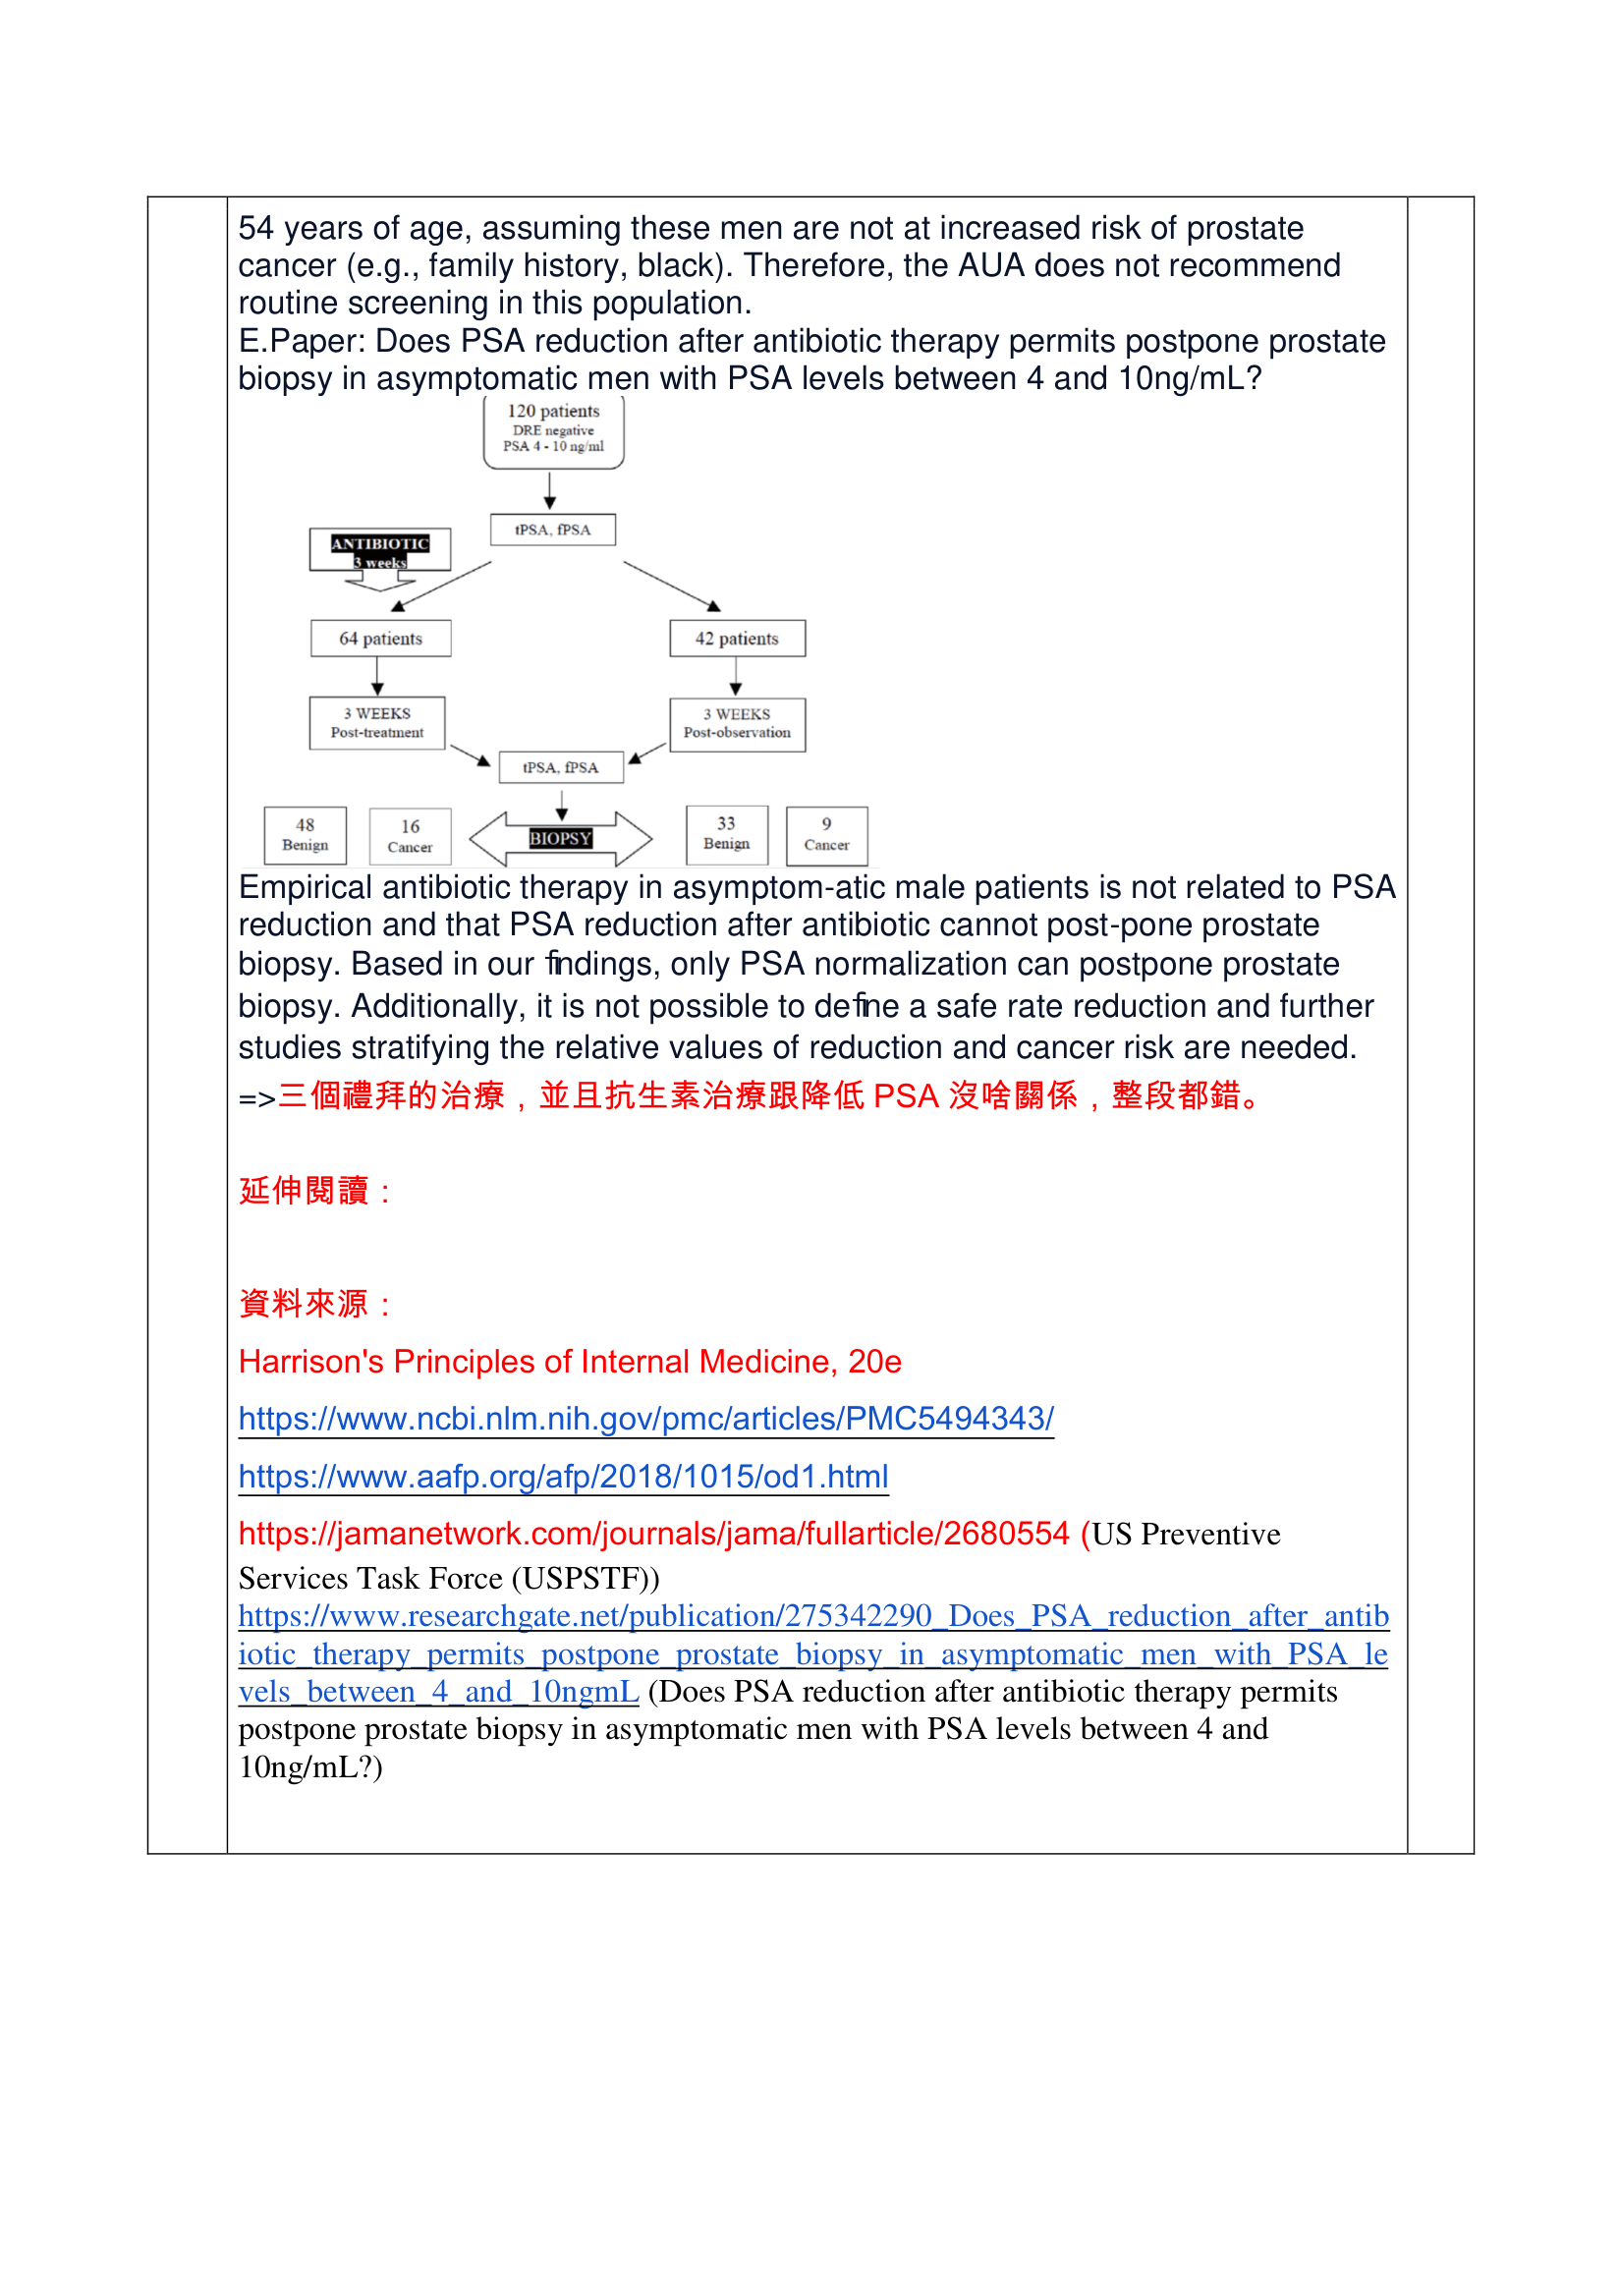 54 years of age, assuming these men are not at increased risk of prostate
cancer (e.g., family history, black). Therefore, the AUA does not recommend
routine screening in this population.
E.Paper: Does PSA reduction after antibiotic therapy permits postpone prostate
biopsy in asymptomatic men with PSA levels between 4 and 10ng/mL?
120 patients
DRE negative
PSA 4 - 10 ng/ml
tPSA, fPSA
ANTIBIOTIC
3 weeks
64 patients
42 patients
3 WEEKS
Post-treatment
3 WEEKS
Post-observation
tPSA, fPSA
48
Benign
16
Cancer
BIOPSY
33
Benign
9
Cancer
Empirical antibiotic therapy in asymptom-atic male patients is not related to PSA
reduction and that PSA reduction after antibiotic cannot post-pone prostate
biopsy. Based in our findings, only PSA normalization can postpone prostate
biopsy. Additionally, it is not possible to define a safe rate reduction and further
studies stratifying the relative values of reduction and cancer risk are needed.
=>三個禮拜的治療，並且抗生素治療跟降低 PSA 沒啥關係，整段都錯。
延伸閱讀：
資料來源：
Harrison's Principles of Internal Medicine, 20e
https://www.ncbi.nlm.nih.gov/pmc/articles/PMC5494343/
https://www.aafp.org/afp/2018/1015/od1.html
https://jamanetwork.com/journals/jama/fullarticle/2680554 (US Preventive
Services Task Force (USPSTF))
https://www.researchgate.net/publication/275342290_Does_PSA_reduction_after_antib
iotic_therapy_permits_postpone_prostate_biopsy_in_asymptomatic_men_with_PSA_le
vels_between_4_and_10ngmL (Does PSA reduction after antibiotic therapy permits
postpone prostate biopsy in asymptomatic men with PSA levels between 4 and
10ng/mL?)